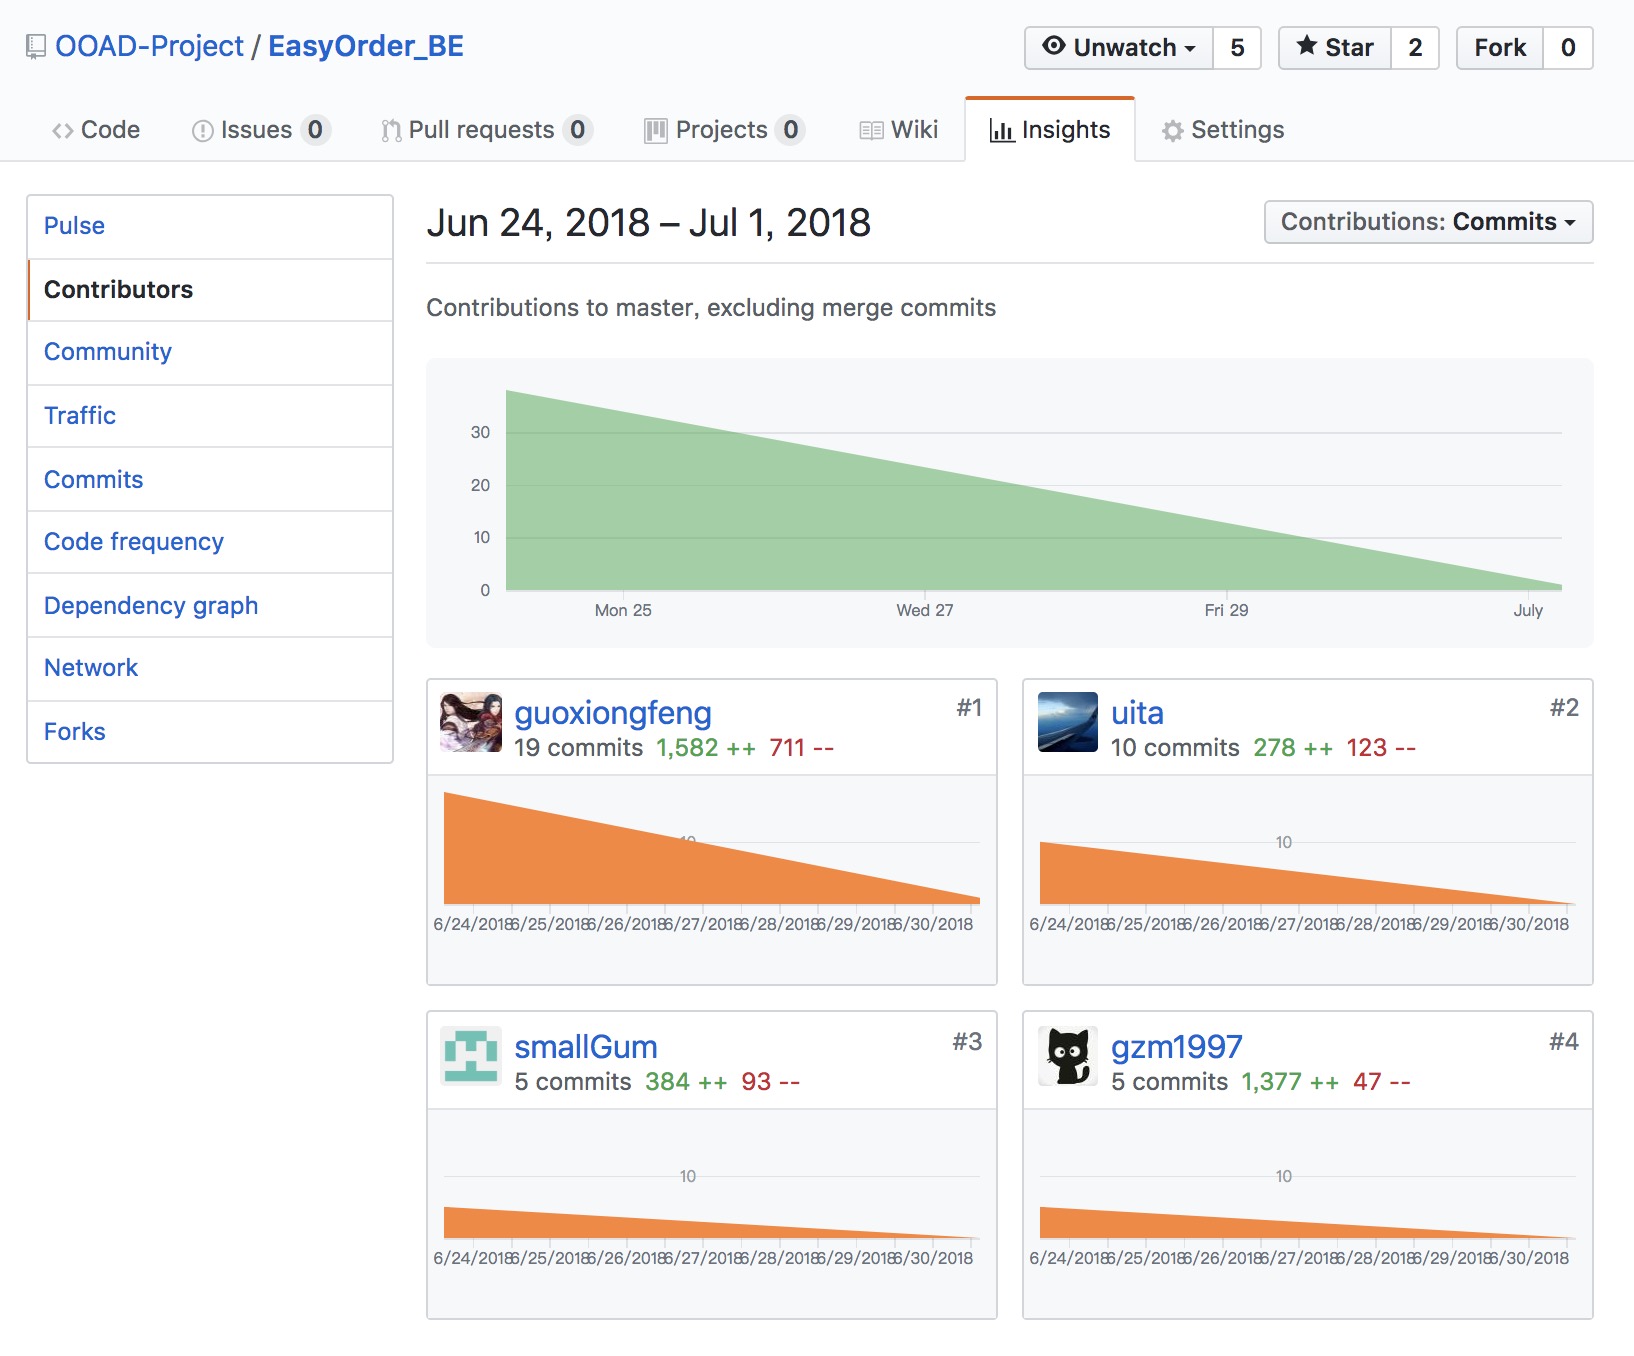 OOAD-Project / EasyOrder_BE
Unwatch 5
Star 2
Fork 0
Code
Issues 0
Pull requests 0
Projects 0
Wiki
Insights
Settings
Pulse
Contributors
Community
Traffic
Commits
Code frequency
Dependency graph
Network
Forks
Jun 24, 2018 – Jul 1, 2018
Contributions: Commits
Contributions to master, excluding merge commits
30
20
10
0
Mon 25
Wed 27
Fri 29
July
guoxiongfeng
#1
19 commits 1,582 ++ 711 --
10
6/24/2018 6/25/2018 6/26/2018 6/27/2018 6/28/2018 6/29/2018 6/30/2018
uita
#2
10 commits 278 ++ 123 --
10
6/24/2018 6/25/2018 6/26/2018 6/27/2018 6/28/2018 6/29/2018 6/30/2018
smallGum
#3
5 commits 384 ++ 93 --
10
6/24/2018 6/25/2018 6/26/2018 6/27/2018 6/28/2018 6/29/2018 6/30/2018
gzm1997
#4
5 commits 1,377 ++ 47 --
10
6/24/2018 6/25/2018 6/26/2018 6/27/2018 6/28/2018 6/29/2018 6/30/2018